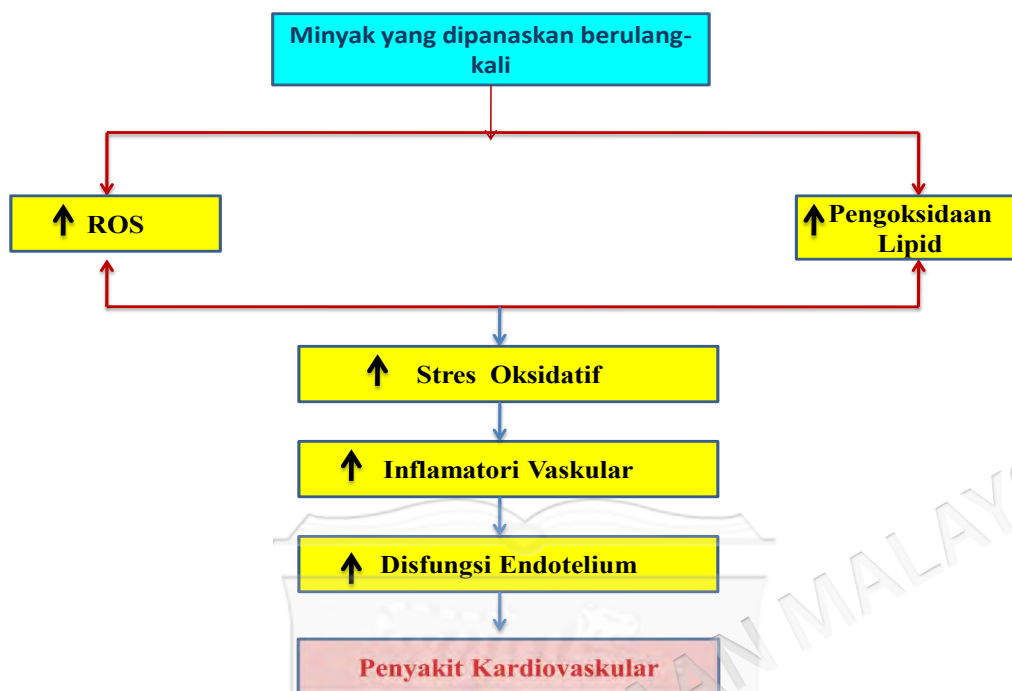 Minyak yang dipanaskan berulang-
kali
↑ ROS
↑ Pengoksidaan
Lipid
↑ Stres Oksidatif
↑ Inflamatori Vaskular
↑ Disfungsi Endotelium
Penyakit Kardiovaskular